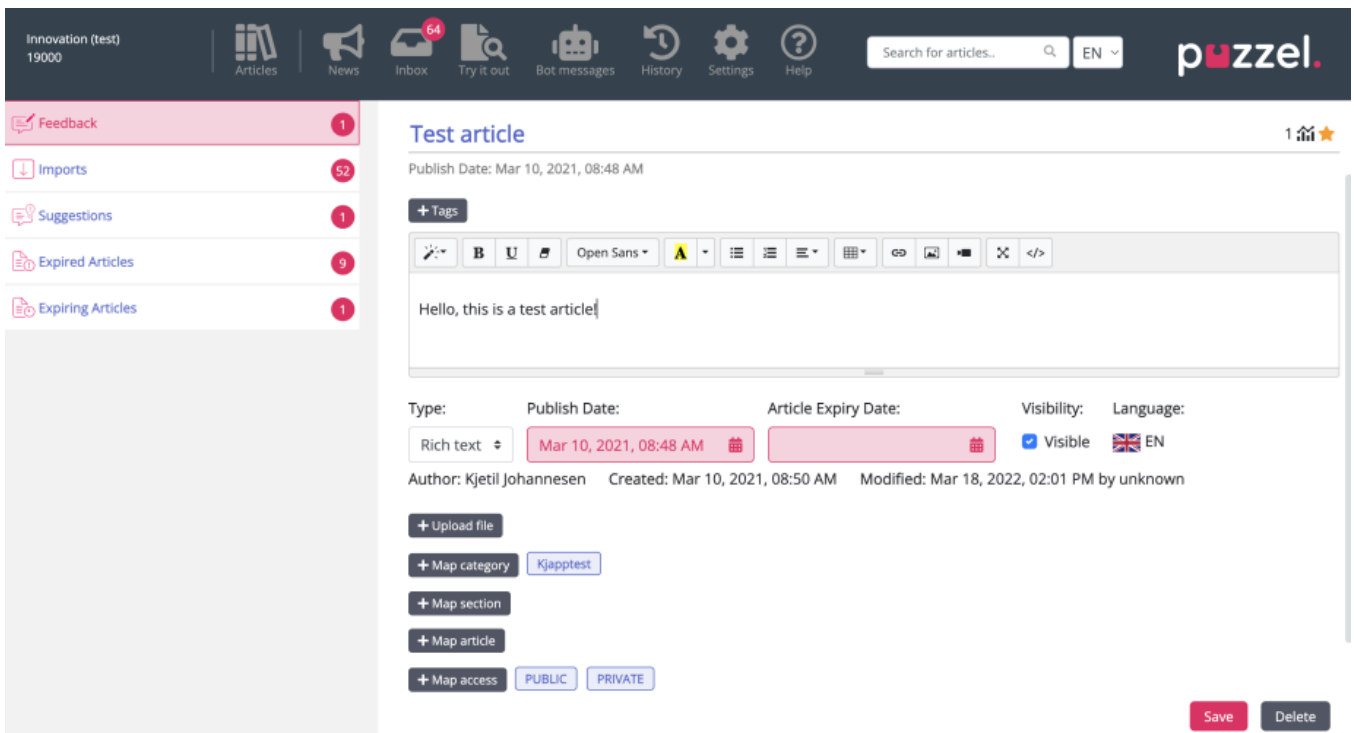 Innovation (test)
19000
Articles
News
64
Inbox
Try it out
Bot messages
History
Settings
Help
Search for articles..
EN
puzzel.
Feedback 1
Imports 52
Suggestions 1
Expired Articles 9
Expiring Articles 1
Test article 1
Publish Date: Mar 10, 2021, 08:48 AM
+ Tags
B U Open Sans A </>
Hello, this is a test article!
Type: Publish Date: Article Expiry Date: Visibility: Language:
Rich text Mar 10, 2021, 08:48 AM Visible EN
Author: Kjetil Johannesen Created: Mar 10, 2021, 08:50 AM Modified: Mar 18, 2022, 02:01 PM by unknown
+ Upload file
+ Map category Kjapptest
+ Map section
+ Map article
+ Map access PUBLIC PRIVATE
Save Delete